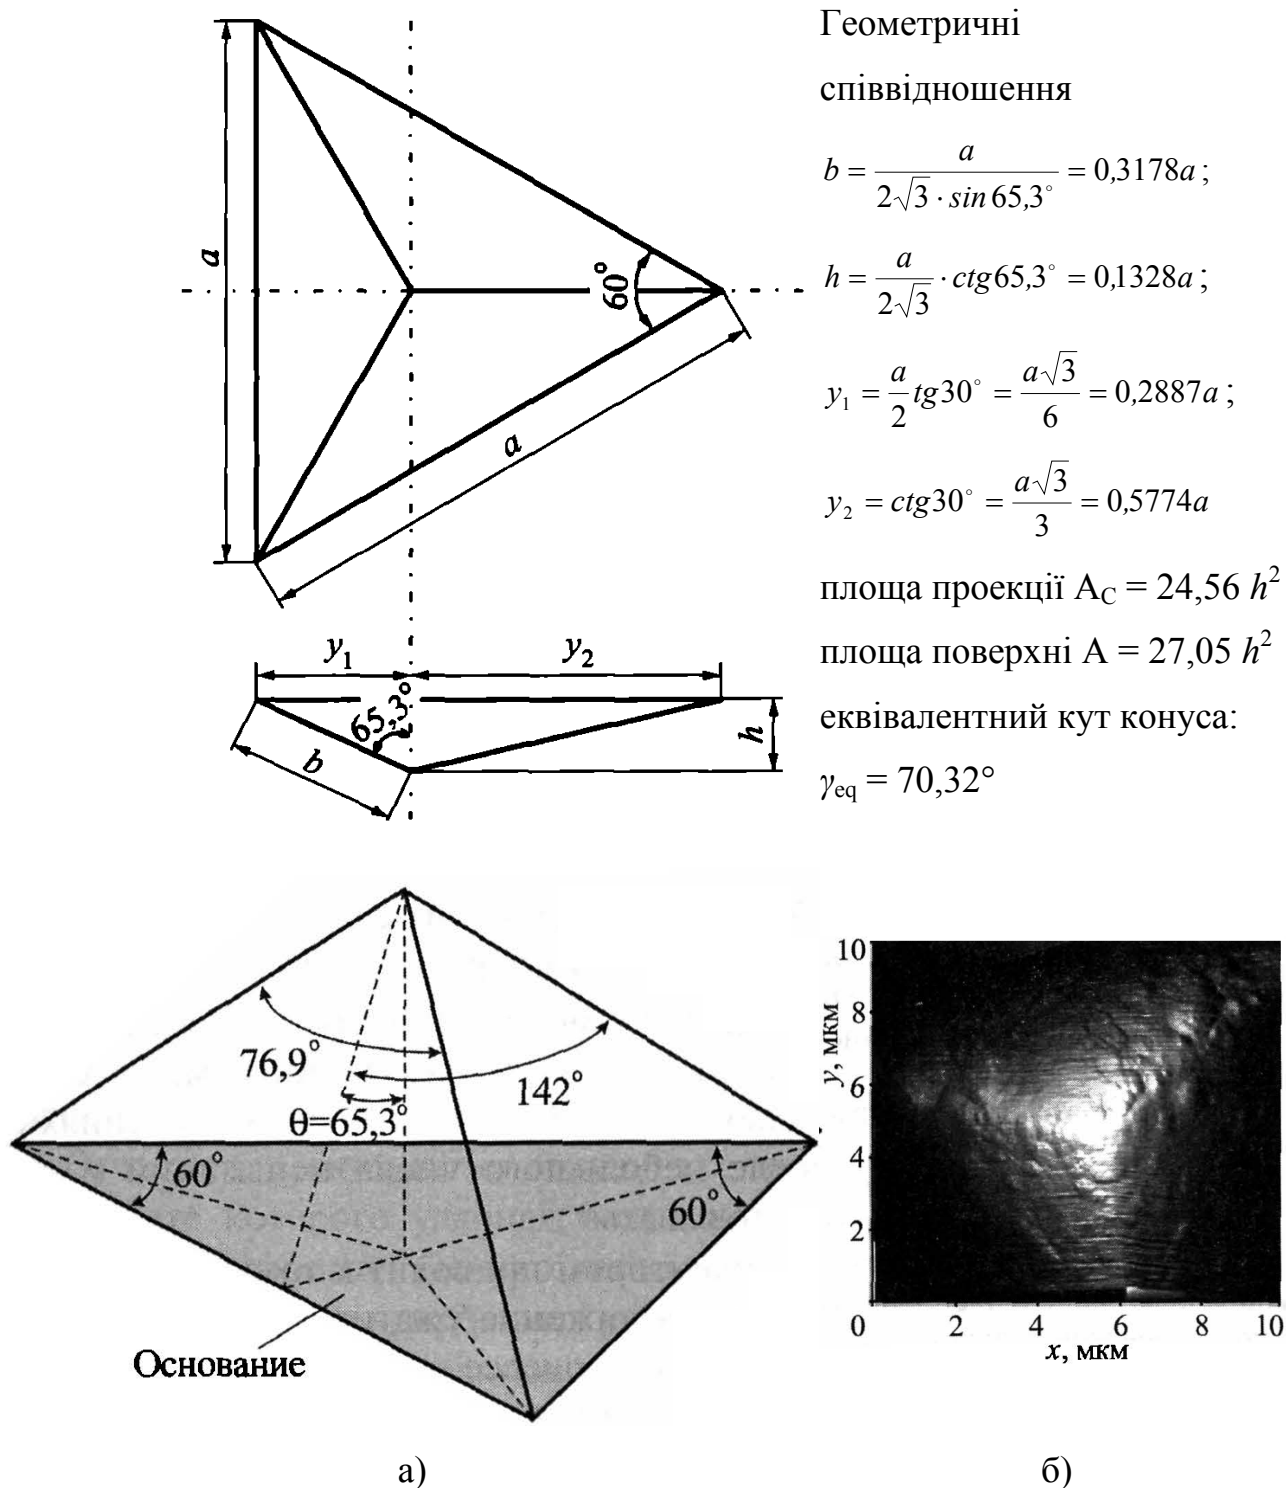 Геометричні
співвідношення
b = a / (2√3 · sin 65,3°) = 0,3178a ;
h = a / (2√3) · ctg65,3° = 0,1328a ;
y₁ = a/2 tg30° = a√3 / 6 = 0,2887a ;
y₂ = ctg30° = a√3 / 3 = 0,5774a
площа проекції A_C = 24,56 h²
площа поверхні A = 27,05 h²
еквівалентний кут конуса:
γ_eq = 70,32°
a
60°
a
y₁
y₂
65,3°
b
h
76,9°
142°
θ=65,3°
60°
60°
Основание
y, мкм
10
8
6
4
2
0
2
4
6
8
10
x, мкм
а)
б)